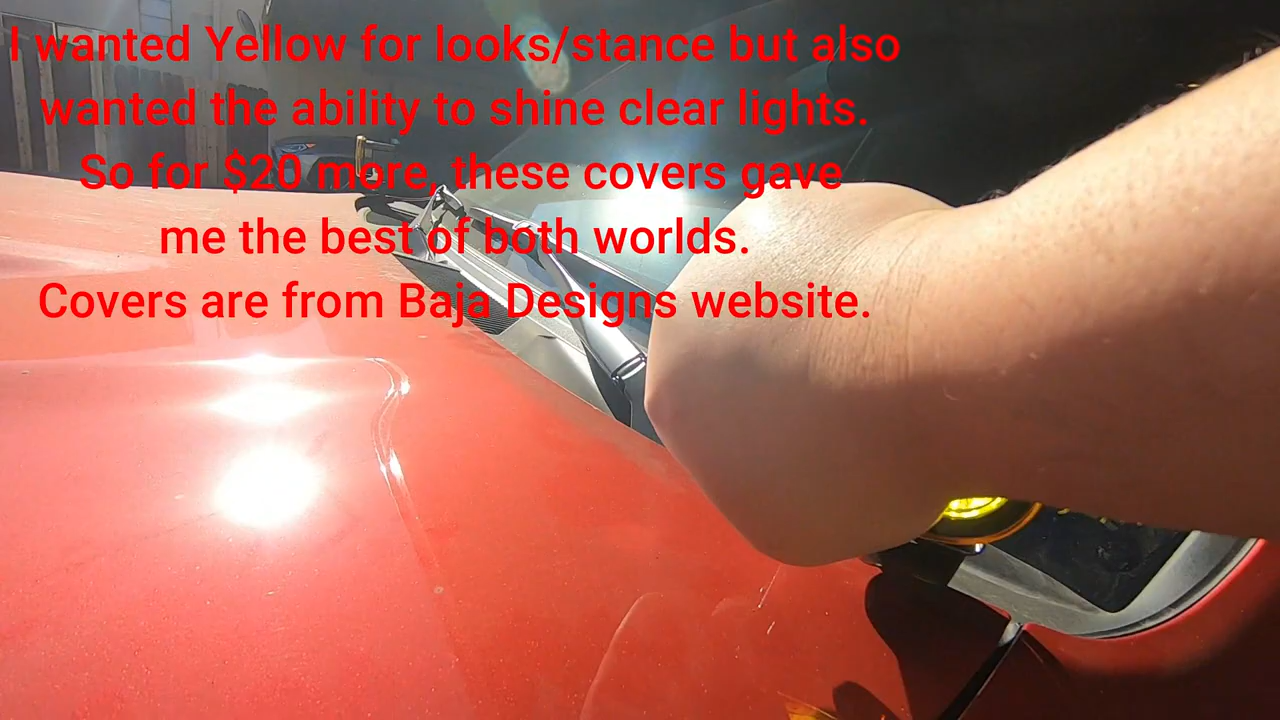 I wanted Yellow for looks/stance but also
wanted the ability to shine clear lights.
So for $20 more, these covers gave
me the best of both worlds.
Covers are from Baja Designs website.